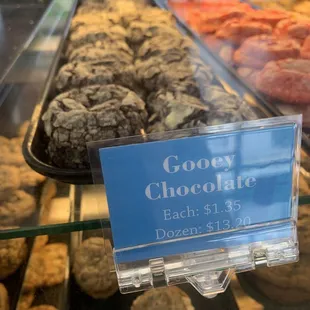 Gooey
Chocolate
Each: $1.35
Dozen: $13.20